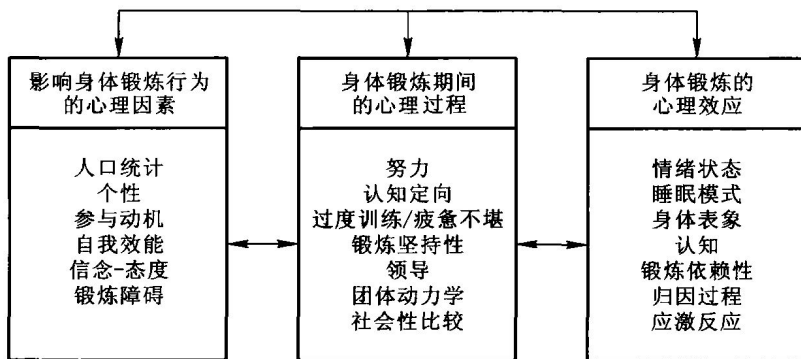 影响身体锻炼行为
的心理因素
人口统计
个性
参与动机
自我效能
信念-态度
锻炼障碍
身体锻炼期间
的心理过程
努力
认知定向
过度训练/疲惫不堪
锻炼坚持性
领导
团体动力学
社会性比较
身体锻炼的
心理效应
情绪状态
睡眠模式
身体表象
认知
锻炼依赖性
归因过程
应激反应